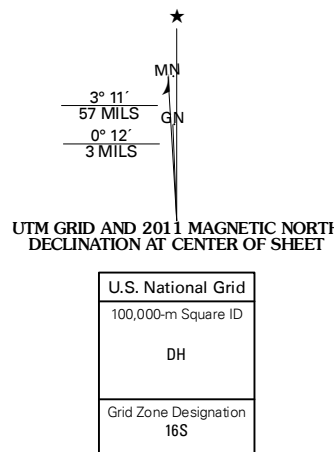 ★
MN
3° 11´
57 MILS
GN
0° 12´
3 MILS
UTM GRID AND 2011 MAGNETIC NORTH
DECLINATION AT CENTER OF SHEET
U.S. National Grid
100,000-m Square ID
DH
Grid Zone Designation
16S